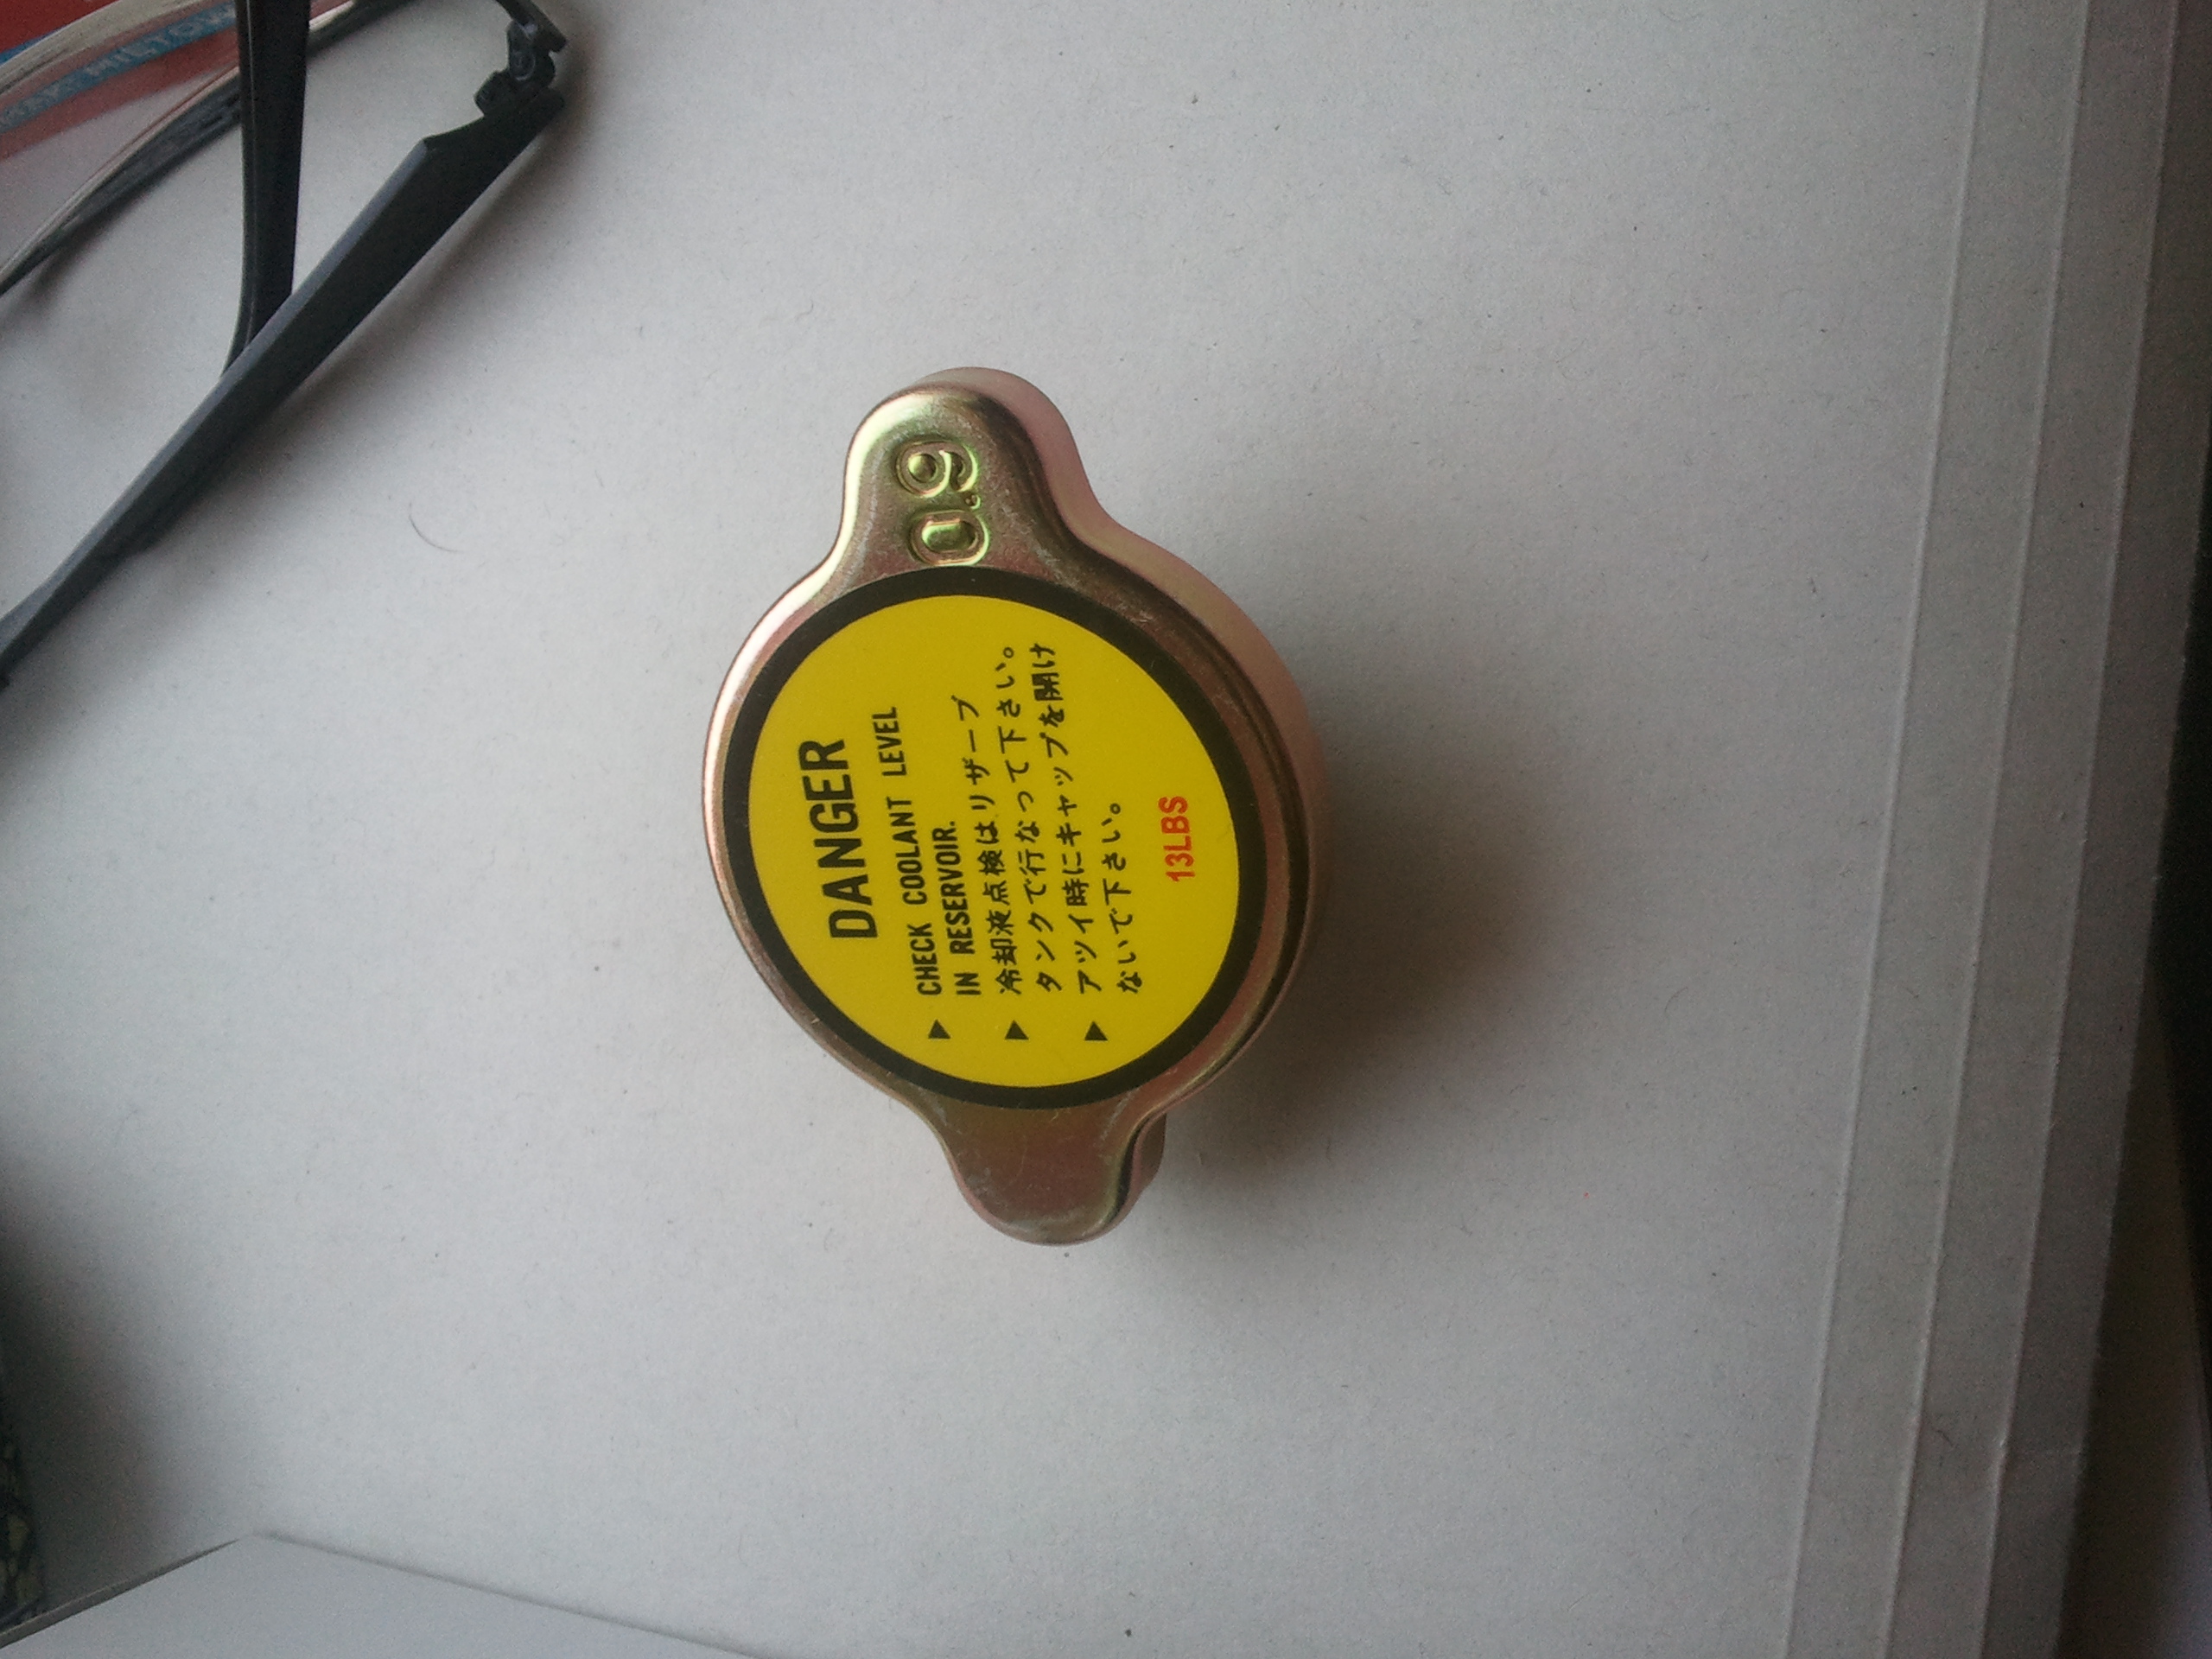 0.9
DANGER
▶ CHECK COOLANT LEVEL
IN RESERVOIR.
▶ 冷却液点検はリザーブ
タンクで行なって下さい。
▶ アツイ時にキャップを開け
ないで下さい。
13LBS